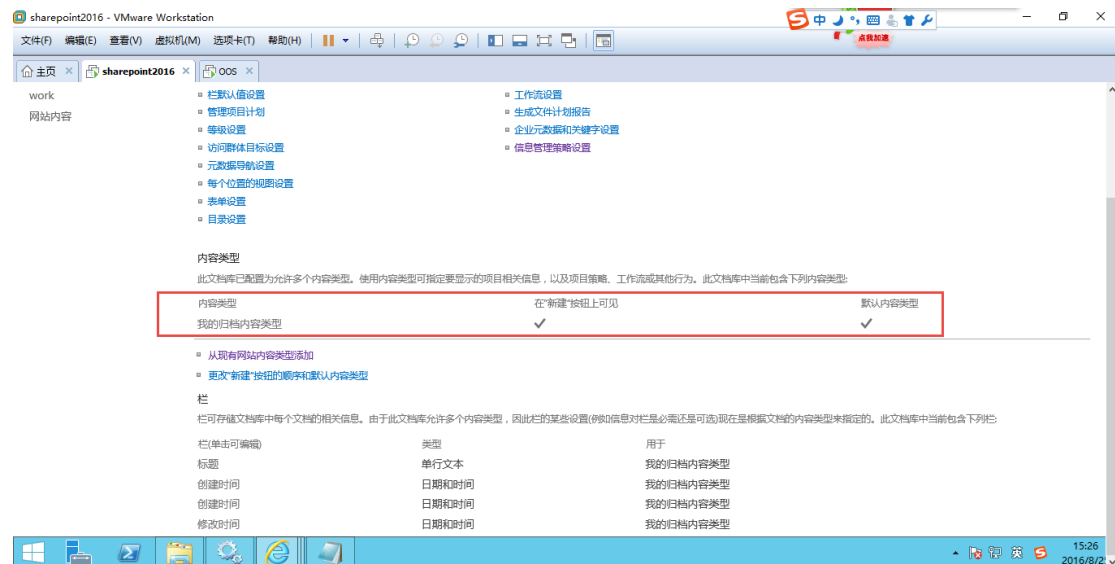 sharepoint2016 - VMware Workstation
中
文件(F) 编辑(E) 查看(V) 虚拟机(M) 选项卡(T) 帮助(H)
点我加速
主页 sharepoint2016 OOS
work
网站内容
栏默认值设置 工作流设置
管理项目计划 生成文件计划报告
等级设置 企业元数据和关键字设置
访问群体目标设置 信息管理策略设置
元数据导航设置
每个位置的视图设置
表单设置
目录设置
内容类型
此文档库已配置为允许多个内容类型。使用内容类型可指定要显示的项目相关信息，以及项目策略、工作流或其他行为。此文档库中当前包含下列内容类型:
内容类型 在"新建"按钮上可见 默认内容类型
我的归档内容类型
从现有网站内容类型添加
更改"新建"按钮的顺序和默认内容类型
栏
栏可存储文档库中每个文档的相关信息。由于此文档库允许多个内容类型，因此栏的某些设置(例如信息对栏是必需还是可选)现在是根据文档的内容类型来指定的。此文档库中当前包含下列栏:
栏(单击可编辑) 类型 用于
标题 单行文本 我的归档内容类型
创建时间 日期和时间 我的归档内容类型
创建时间 日期和时间 我的归档内容类型
修改时间 日期和时间 我的归档内容类型
英 15:26